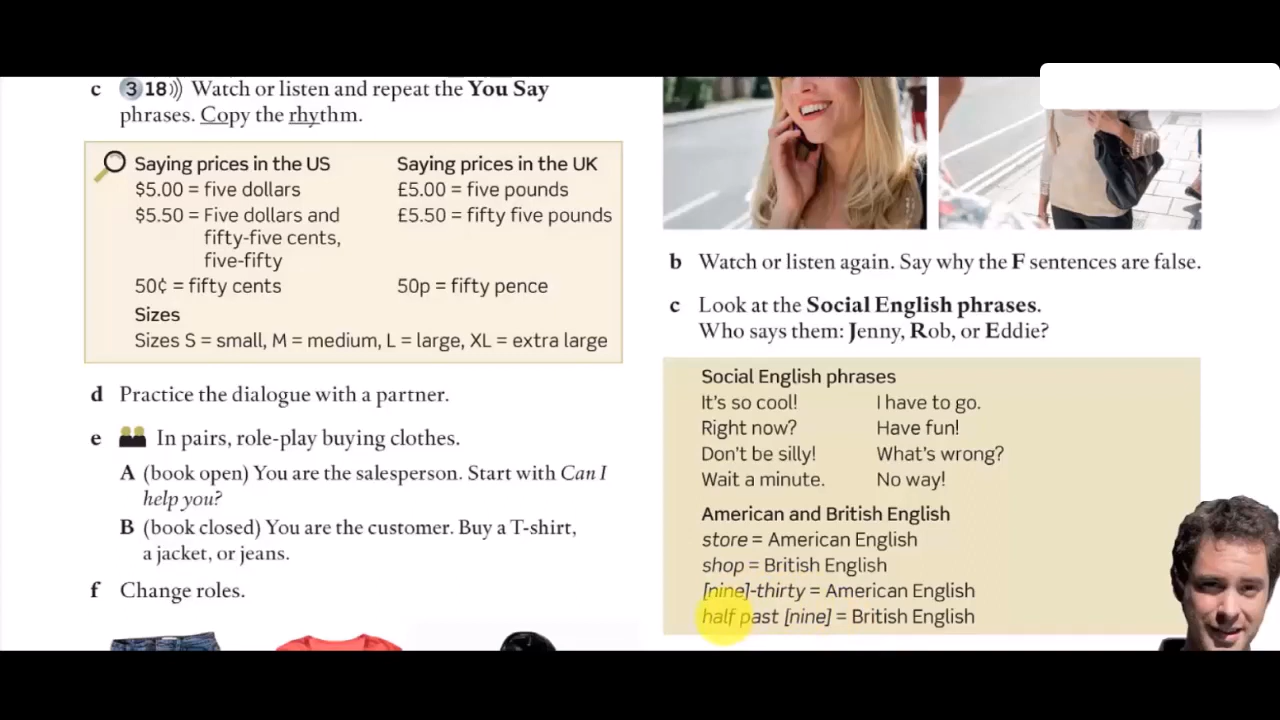 c 3 18 Watch or listen and repeat the You Say
phrases. Copy the rhythm.
Saying prices in the US
$5.00 = five dollars
$5.50 = Five dollars and
fifty-five cents,
five-fifty
50¢ = fifty cents
Saying prices in the UK
£5.00 = five pounds
£5.50 = fifty five pounds
50p = fifty pence
Sizes
Sizes S = small, M = medium, L = large, XL = extra large
d Practice the dialogue with a partner.
e In pairs, role-play buying clothes.
A (book open) You are the salesperson. Start with Can I
help you?
B (book closed) You are the customer. Buy a T-shirt,
a jacket, or jeans.
f Change roles.
b Watch or listen again. Say why the F sentences are false.
c Look at the Social English phrases.
Who says them: Jenny, Rob, or Eddie?
Social English phrases
It's so cool!
Right now?
Don't be silly!
Wait a minute.
I have to go.
Have fun!
What's wrong?
No way!
American and British English
store = American English
shop = British English
[nine]-thirty = American English
half past [nine] = British English